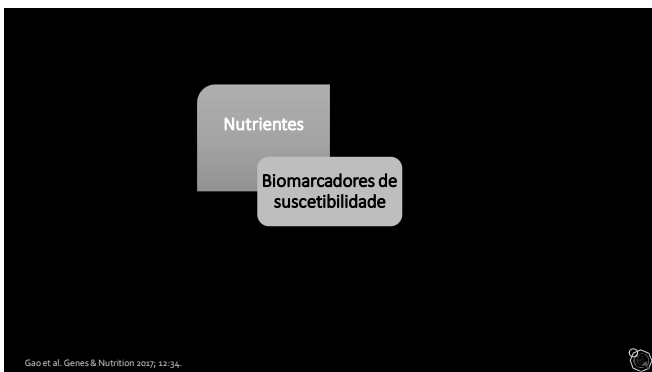 Nutrientes
Biomarcadores de
suscetibilidade
Gao et al. Genes & Nutrition 2017; 12:34.